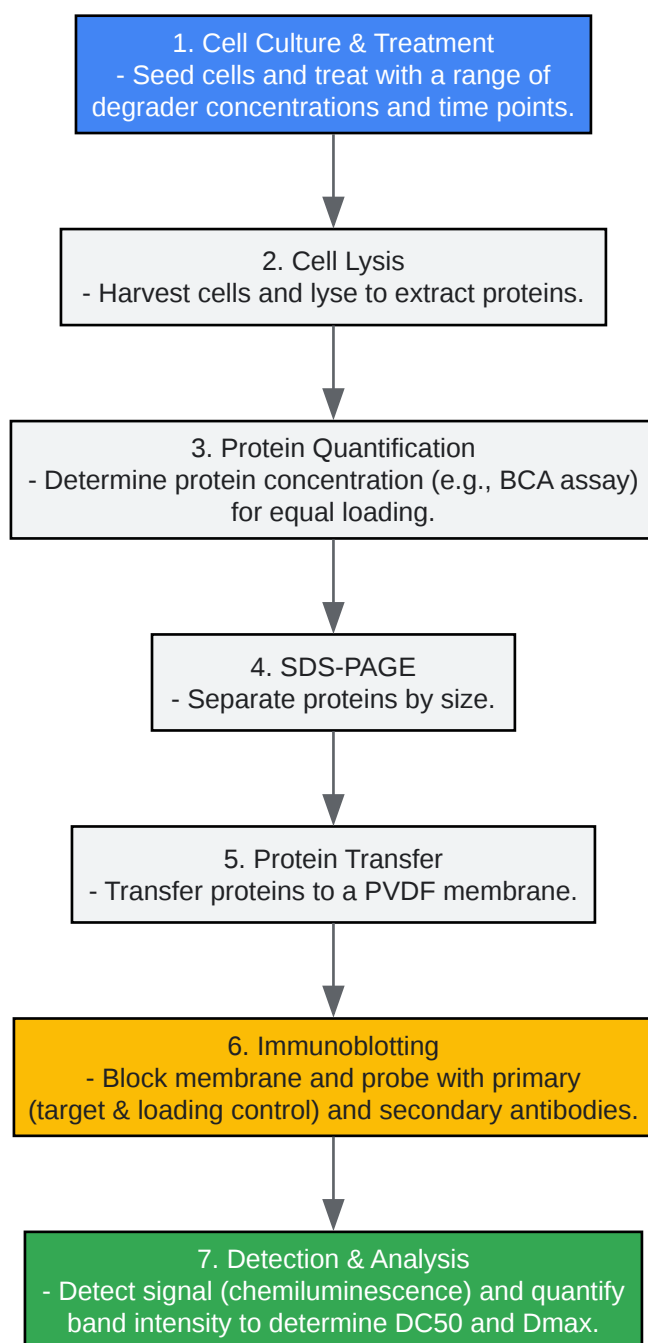 1. Cell Culture & Treatment
- Seed cells and treat with a range of
degrader concentrations and time points.
2. Cell Lysis
- Harvest cells and lyse to extract proteins.
3. Protein Quantification
- Determine protein concentration (e.g., BCA assay)
for equal loading.
4. SDS-PAGE
- Separate proteins by size.
5. Protein Transfer
- Transfer proteins to a PVDF membrane.
6. Immunoblotting
- Block membrane and probe with primary
(target & loading control) and secondary antibodies.
7. Detection & Analysis
- Detect signal (chemiluminescence) and quantify
band intensity to determine DC50 and Dmax.